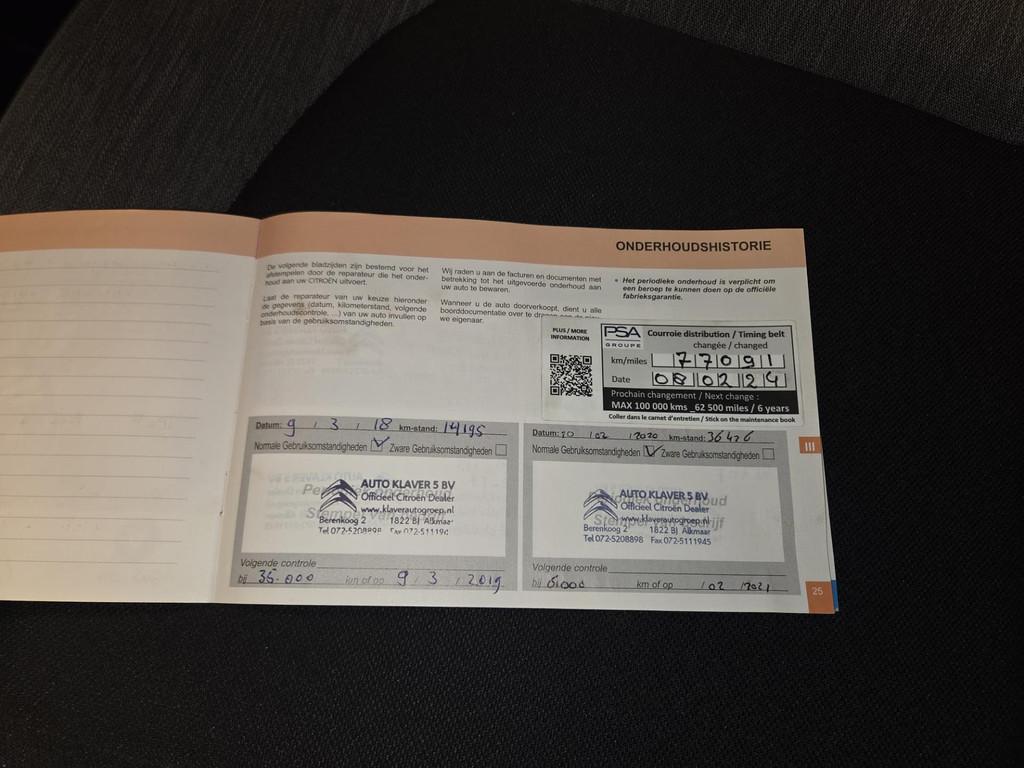 ONDERHOUDSHISTORIE
De volgende bladzijden zijn bestemd voor het
afstempelen door de reparateur die het onder-
houd aan uw CITROËN uitvoert.
Laat de reparateur van uw keuze hieronder
de gegevens (datum, kilometerstand, volgende
onderhoudscontrole, ...) van uw auto invullen op
basis van de gebruiksomstandigheden.
Wij raden u aan de facturen en documenten met
betrekking tot het uitgevoerde onderhoud aan
uw auto te bewaren.
Wanneer u de auto doorverkoopt, dient u alle
boorddocumentatie over te
we eigenaar.
• Het periodieke onderhoud is verplicht om
een beroep te kunnen doen op de officiële
fabrieksgarantie.
PLUS / MORE
INFORMATION
PSA
GROUPE
Courroie distribution / Timing belt
changée / changed
km/miles 77091
Date 08 02 24
Prochain changement / Next change :
MAX 100 000 kms _62 500 miles / 6 years
Coller dans le carnet d'entretien / Stick on the maintenance book
Datum: 9 / 3 / 18 km-stand: 14195
Normale Gebruiksomstandigheden Zware Gebruiksomstandigheden
AUTO KLAVER 5 BV
Officieel Citroën Dealer
www.klaverautogroep.nl
Berenkoog 2 1822 BJ Alkmaar
Tel 072-5208898 Fax 072-511194
Volgende controle
bij 35.000 km of op 9 / 3 / 2019
Datum: / 02 / 2020 km-stand: 36426
Normale Gebruiksomstandigheden Zware Gebruiksomstandigheden
AUTO KLAVER 5 BV
Officieel Citroën Dealer
www.klaverautogroep.nl
Berenkoog 2 1822 BJ Alkmaar
Tel 072-5208898 Fax 072-5111945
Volgende controle
bij km of op / 02 / 2021
III
25